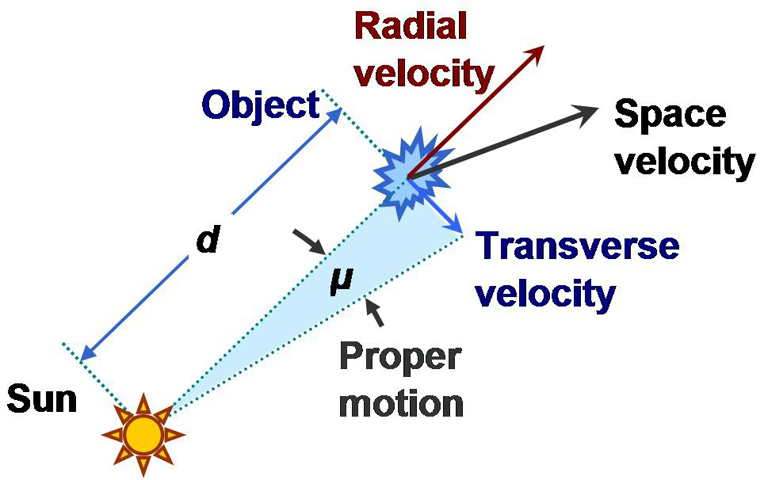 Radial
velocity
Object
Space
velocity
d
Transverse
velocity
μ
Proper
motion
Sun